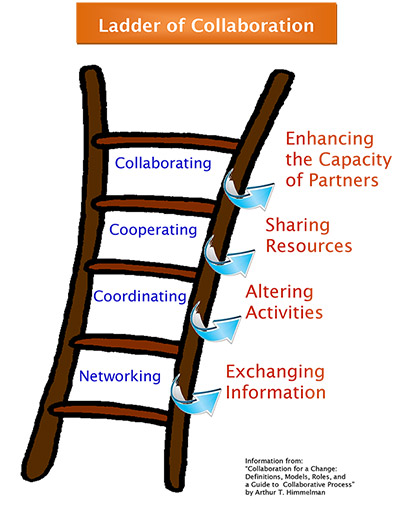 Ladder of Collaboration
Collaborating
Enhancing
the Capacity
of Partners
Cooperating
Sharing
Resources
Coordinating
Altering
Activities
Networking
Exchanging
Information
Information from:
"Collaboration for a Change:
Definitions, Models, Roles, and
a Guide to Collaborative Process"
by Arthur T. Himmelman